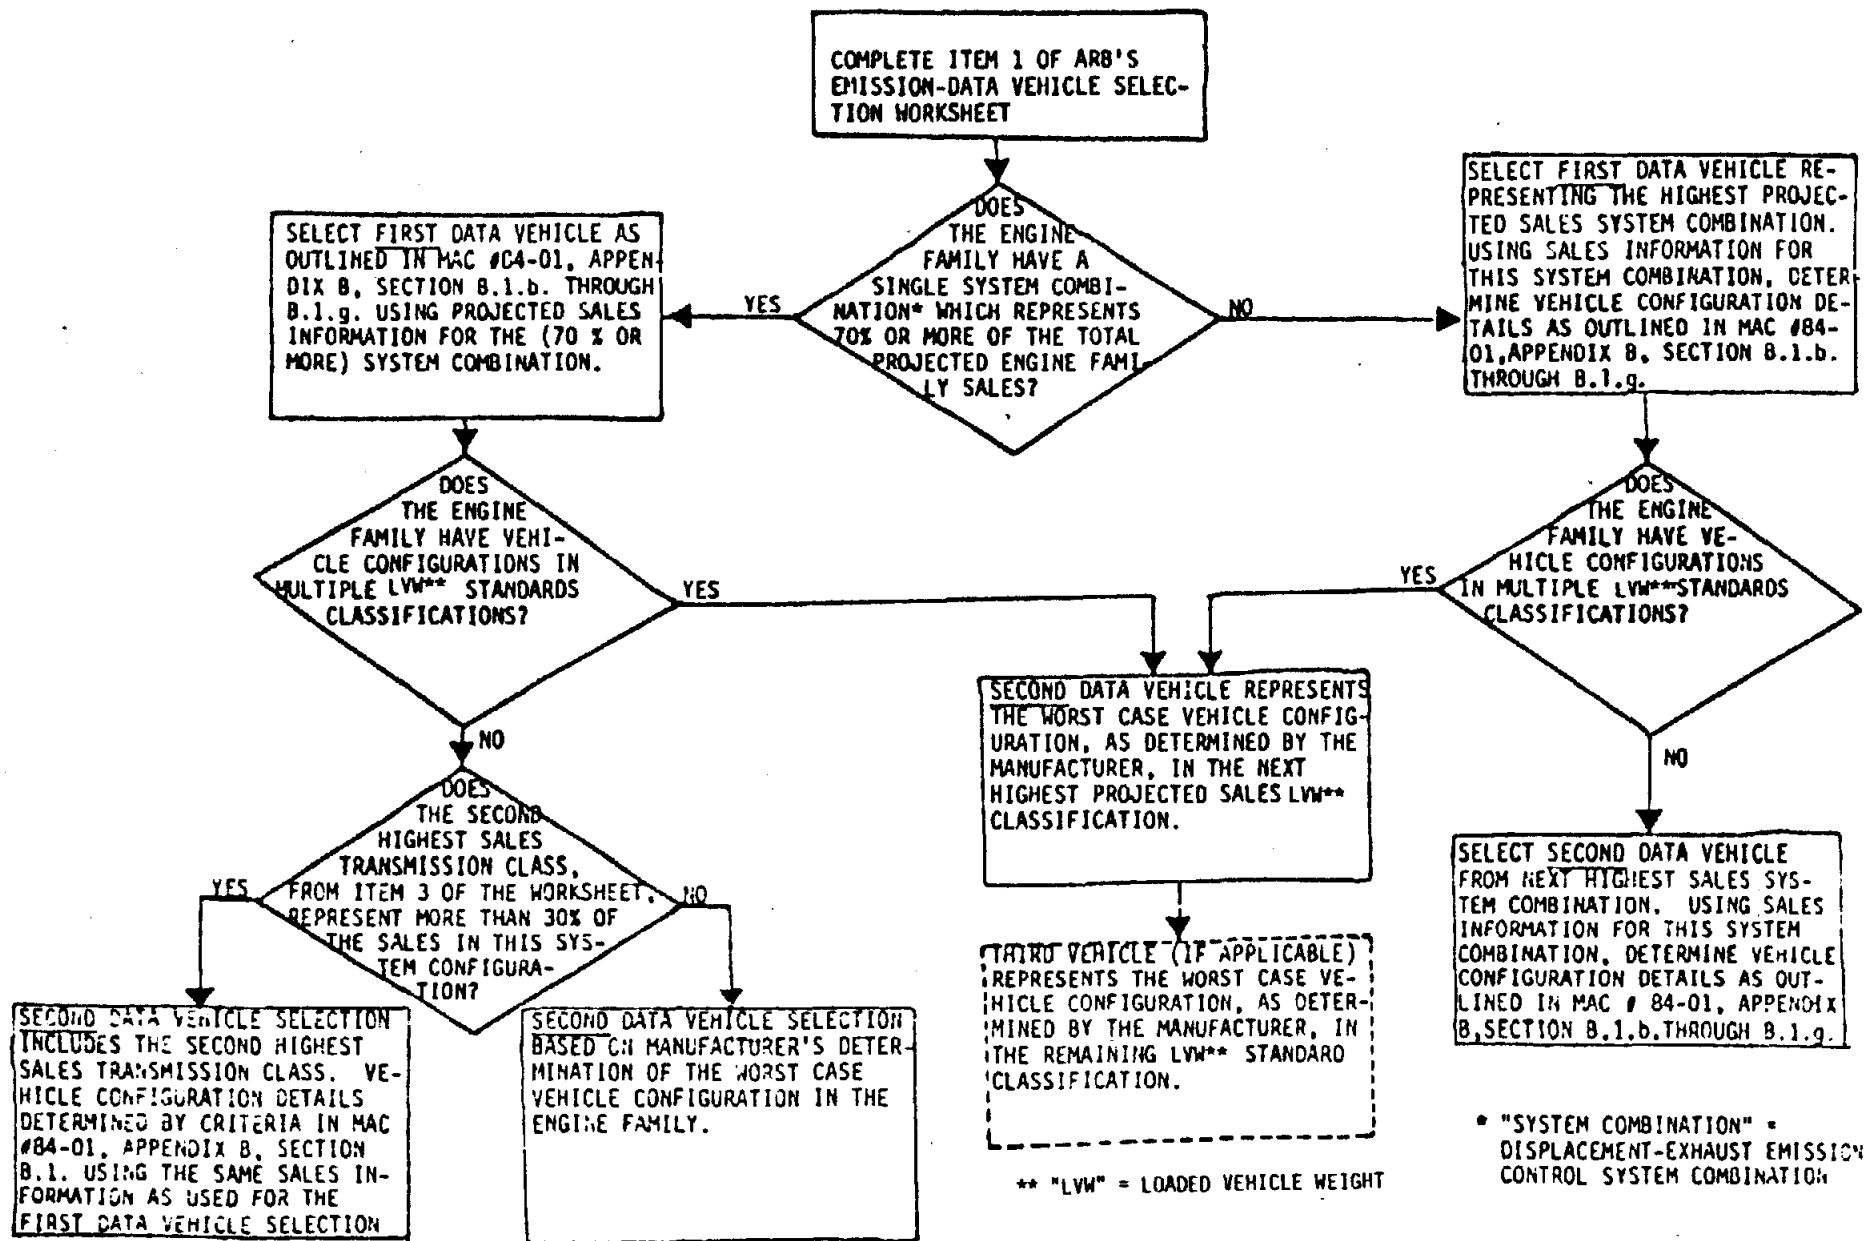 COMPLETE ITEM 1 OF ARB'S
EMISSION-DATA VEHICLE SELEC-
TION WORKSHEET
DOES
THE ENGINE
FAMILY HAVE A
SINGLE SYSTEM COMBI-
NATION* WHICH REPRESENTS
70% OR MORE OF THE TOTAL
PROJECTED ENGINE FAMI-
LY SALES?
YES
NO
SELECT FIRST DATA VEHICLE AS
OUTLINED IN MAC #C4-01, APPEN-
DIX B, SECTION B.1.b. THROUGH
B.1.g. USING PROJECTED SALES
INFORMATION FOR THE (70 % OR
MORE) SYSTEM COMBINATION.
SELECT FIRST DATA VEHICLE RE-
PRESENTING THE HIGHEST PROJEC-
TED SALES SYSTEM COMBINATION.
USING SALES INFORMATION FOR
THIS SYSTEM COMBINATION, DETER-
MINE VEHICLE CONFIGURATION DE-
TAILS AS OUTLINED IN MAC #84-
01,APPENDIX B, SECTION B.1.b.
THROUGH B.1.g.
DOES
THE ENGINE
FAMILY HAVE VEHI-
CLE CONFIGURATIONS IN
MULTIPLE LVW** STANDARDS
CLASSIFICATIONS?
YES
NO
DOES
THE ENGINE
FAMILY HAVE VE-
HICLE CONFIGURATIONS
IN MULTIPLE LVW**STANDARDS
CLASSIFICATIONS?
YES
NO
SECOND DATA VEHICLE REPRESENTS
THE WORST CASE VEHICLE CONFIG-
URATION, AS DETERMINED BY THE
MANUFACTURER, IN THE NEXT
HIGHEST PROJECTED SALES LVW**
CLASSIFICATION.
DOES
THE SECOND
HIGHEST SALES
TRANSMISSION CLASS,
FROM ITEM 3 OF THE WORKSHEET,
REPRESENT MORE THAN 30% OF
THE SALES IN THIS SYS-
TEM CONFIGURA-
TION?
YES
NO
SELECT SECOND DATA VEHICLE
FROM NEXT HIGHEST SALES SYS-
TEM COMBINATION. USING SALES
INFORMATION FOR THIS SYSTEM
COMBINATION, DETERMINE VEHICLE
CONFIGURATION DETAILS AS OUT-
LINED IN MAC # 84-01, APPENDIX
B,SECTION B.1.b.THROUGH B.1.g.
THIRD VEHICLE (IF APPLICABLE)
REPRESENTS THE WORST CASE VE-
HICLE CONFIGURATION, AS DETER-
MINED BY THE MANUFACTURER, IN
THE REMAINING LVW** STANDARD
CLASSIFICATION.
SECOND DATA VEHICLE SELECTION
INCLUDES THE SECOND HIGHEST
SALES TRANSMISSION CLASS. VE-
HICLE CONFIGURATION DETAILS
DETERMINED BY CRITERIA IN MAC
#84-01, APPENDIX B, SECTION
B.1. USING THE SAME SALES IN-
FORMATION AS USED FOR THE
FIRST DATA VEHICLE SELECTION
SECOND DATA VEHICLE SELECTION
BASED ON MANUFACTURER'S DETER-
MINATION OF THE WORST CASE
VEHICLE CONFIGURATION IN THE
ENGINE FAMILY.
** "LVW" = LOADED VEHICLE WEIGHT
* "SYSTEM COMBINATION" =
DISPLACEMENT-EXHAUST EMISSION
CONTROL SYSTEM COMBINATION